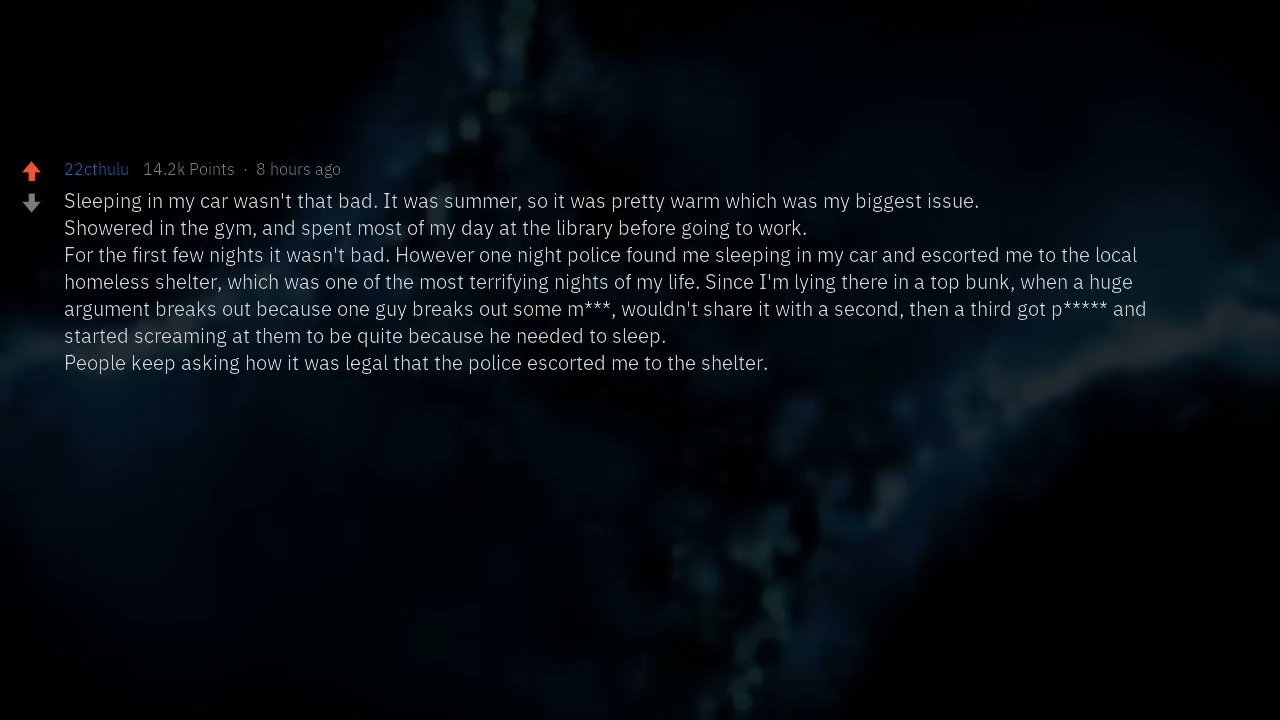 22cthulu 14.2k Points · 8 hours ago
Sleeping in my car wasn't that bad. It was summer, so it was pretty warm which was my biggest issue.
Showered in the gym, and spent most of my day at the library before going to work.
For the first few nights it wasn't bad. However one night police found me sleeping in my car and escorted me to the local
homeless shelter, which was one of the most terrifying nights of my life. Since I'm lying there in a top bunk, when a huge
argument breaks out because one guy breaks out some m***, wouldn't share it with a second, then a third got p***** and
started screaming at them to be quite because he needed to sleep.
People keep asking how it was legal that the police escorted me to the shelter.